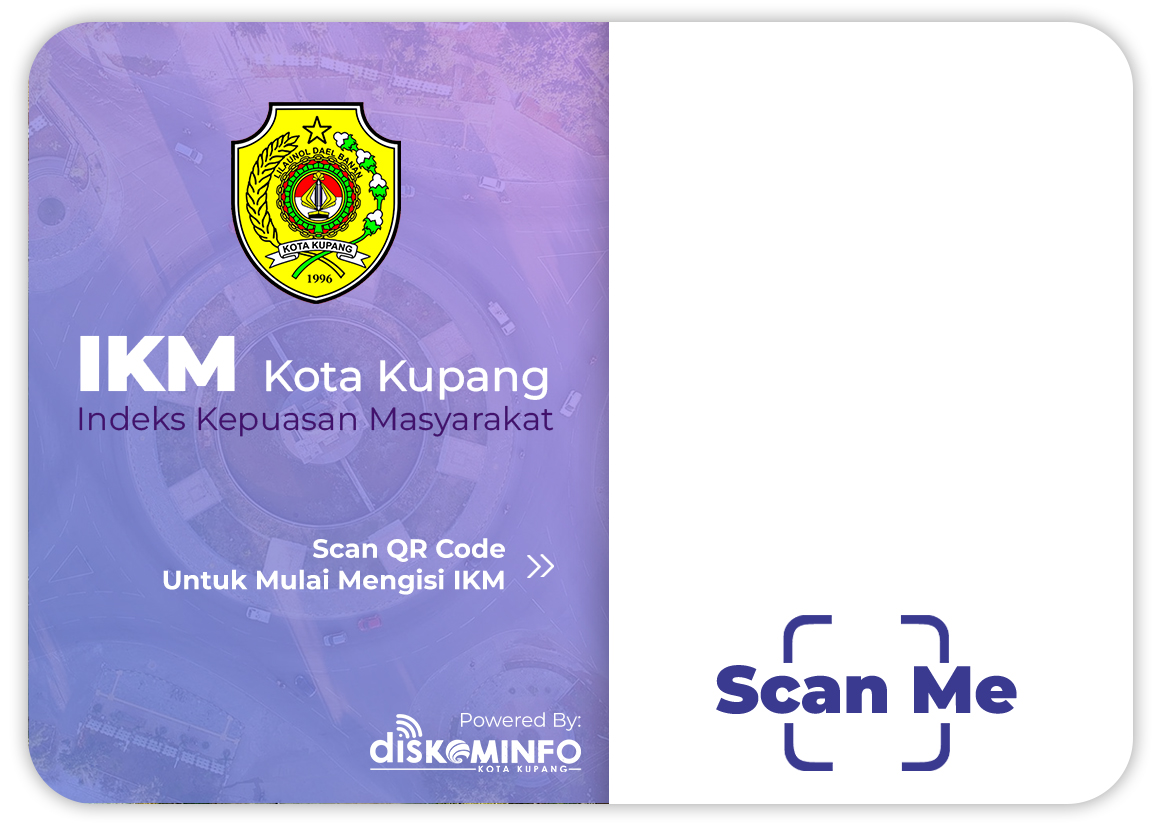 LILAUNOL DAEL BANAN
KOTA KUPANG
1996
IKM Kota Kupang
Indeks Kepuasan Masyarakat
Scan QR Code
Untuk Mulai Mengisi IKM
Powered By:
diSKOMINFO
KOTA KUPANG
Scan Me